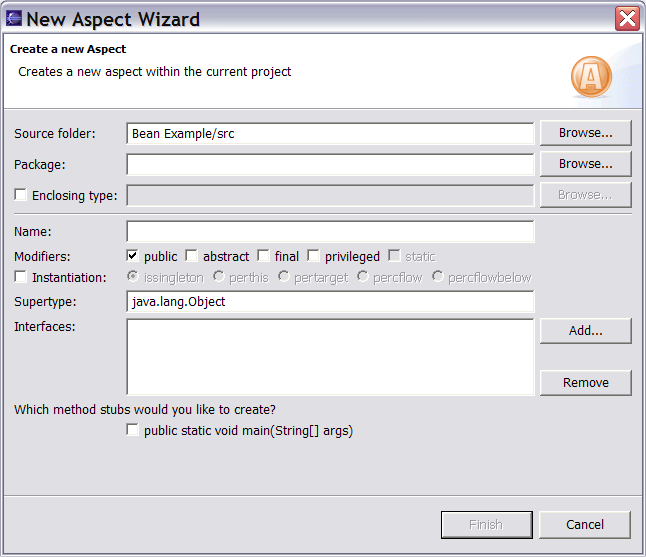 New Aspect Wizard
Create a new Aspect
Creates a new aspect within the current project
A
Source folder: Bean Example/src Browse...
Package: Browse...
Enclosing type: Browse...
Name:
Modifiers: public abstract final privileged static
Instantiation: issingleton perthis pertarget percflow percflowbelow
Supertype: java.lang.Object
Interfaces: Add...
Remove
Which method stubs would you like to create?
public static void main(String[] args)
Finish Cancel